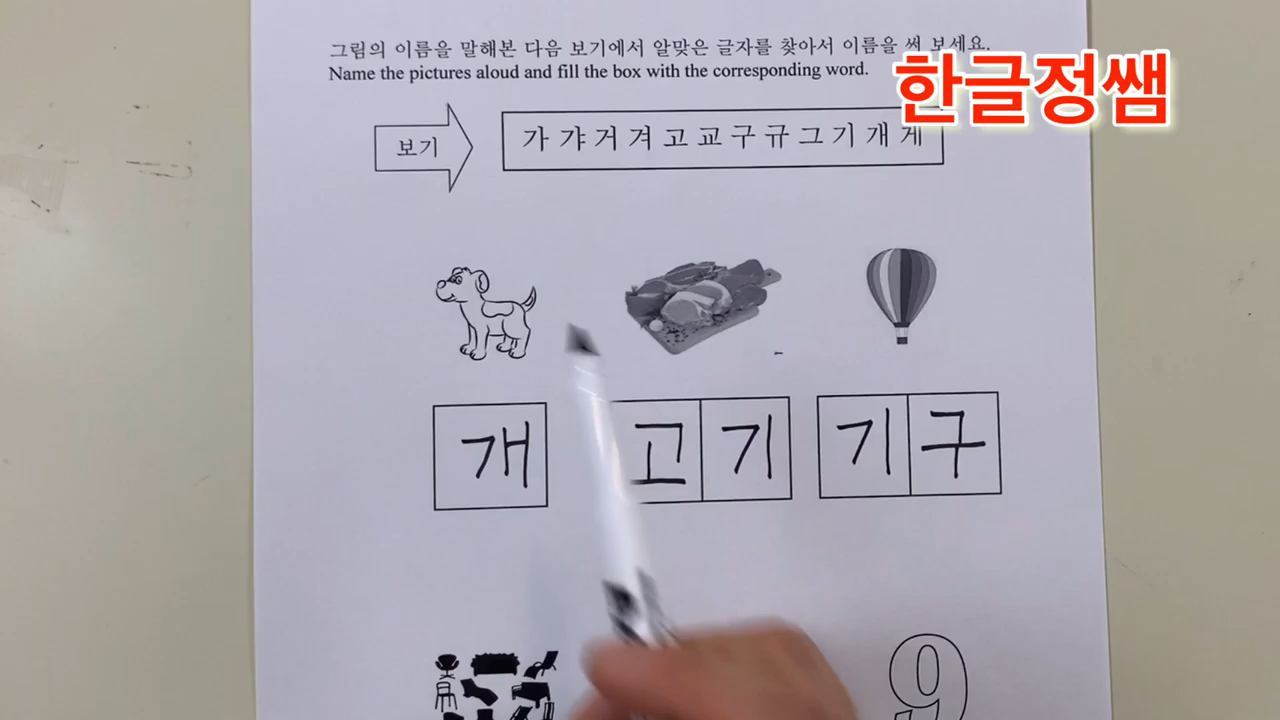 그림의 이름을 말해본 다음 보기에서 알맞은 글자를 찾아서 이름을 써 보세요.
Name the pictures aloud and fill the box with the corresponding word.
한글정쌤
보기
가 갸 거 겨 고 교 구 규 그 기 개 게
개 고 기 기 구
9